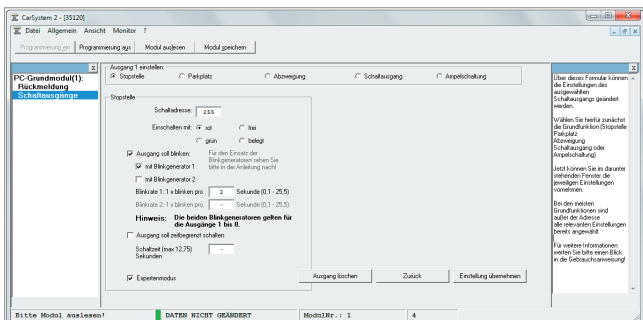 CarSystem 2 - [35120]
Datei Allgemein Ansicht Monitor ?
Programmierung ein Programmierung aus Modul auslesen Modul speichern
PC-Grundmodul(1):
Rückmeldung
Schaltausgänge
Ausgang 1 einstellen:
Stopstelle Parkplatz Abzweigung Schaltausgang Ampelschaltung
Stopstelle
Schaltadresse: 255
Einschalten mit: rot frei
grün belegt
Ausgang soll blinken: Für den Einsatz der
mit Blinkgenerator 1 Blinkgeneratoren sehen Sie
bitte in der Anleitung nach!
mit Blinkgenerator 2
Blinkrate 1: 1 x blinken pro 2 Sekunde (0,1 - 25,5)
Blinkrate 2: 1 x blinken pro - Sekunde (0,1 - 25,5)
Hinweis: Die beiden Blinkgeneratoren gelten für
die Ausgänge 1 bis 8.
Ausgang soll zeitbegrenzt schalten
Schaltzeit (max 12,75) -
Sekunden
Expertenmodus
Ausgang löschen Zurück Einstellung übernehmen
Über dieses Formular können
die Einstellungen des
ausgewählten
Schaltausgangs geändert
werden.
Wählen Sie hierfür zunächst
die Grundfunktion (Stopstelle
Parkplatz
Abzweigung
Schaltausgang oder
Ampelschaltung)
Jetzt können Sie im darunter
stehenden Fenster die
jeweiligen Einstellungen
vornehmen.
Bei den meisten
Grundfunktionen sind
außer der Adresse
alle relevanten Einstellungen
bereits angewählt.
Für weitere Informationen
werfen Sie bitte einen Blick
in die Gebrauchsanweisung!
Bitte Modul auslesen! DATEN NICHT GEÄNDERT ModulNr.: 1 4